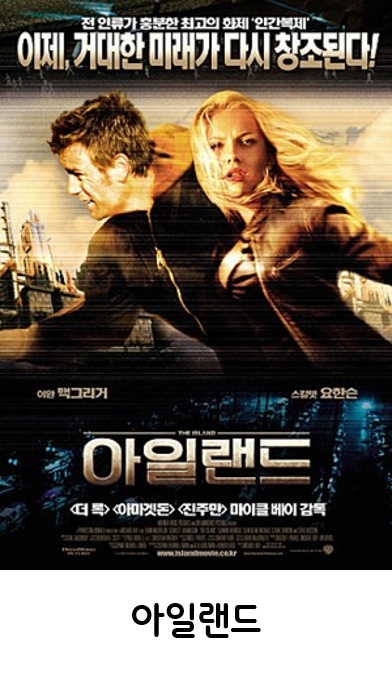 전 인류가 흥분한 최고의 화제 '인간복제'
이제, 거대한 미래가 다시 창조된다!
이완 맥그리거 스칼렛 요한슨
THE ISLAND
아일랜드
<더 록> <아마겟돈> <진주만> 마이클 베이 감독
www.islandmovie.co.kr
아일랜드